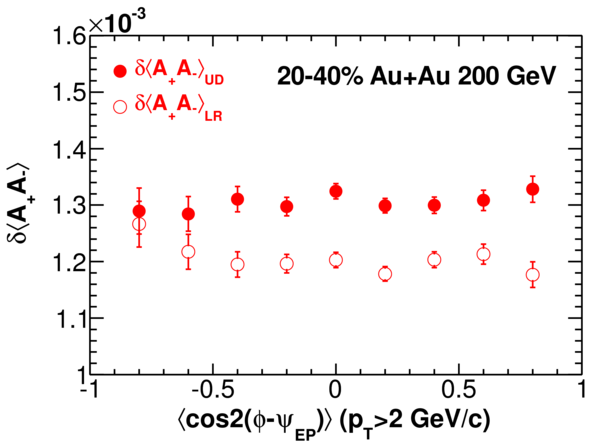 ×10⁻³
1.6
δ⟨A₊A₋⟩UD
20-40% Au+Au 200 GeV
δ⟨A₊A₋⟩LR
1.5
1.4
1.3
1.2
1.1
1
δ⟨A₊A₋⟩
-1 -0.5 0 0.5 1
⟨cos2(ϕ-ψEP)⟩ (pT>2 GeV/c)